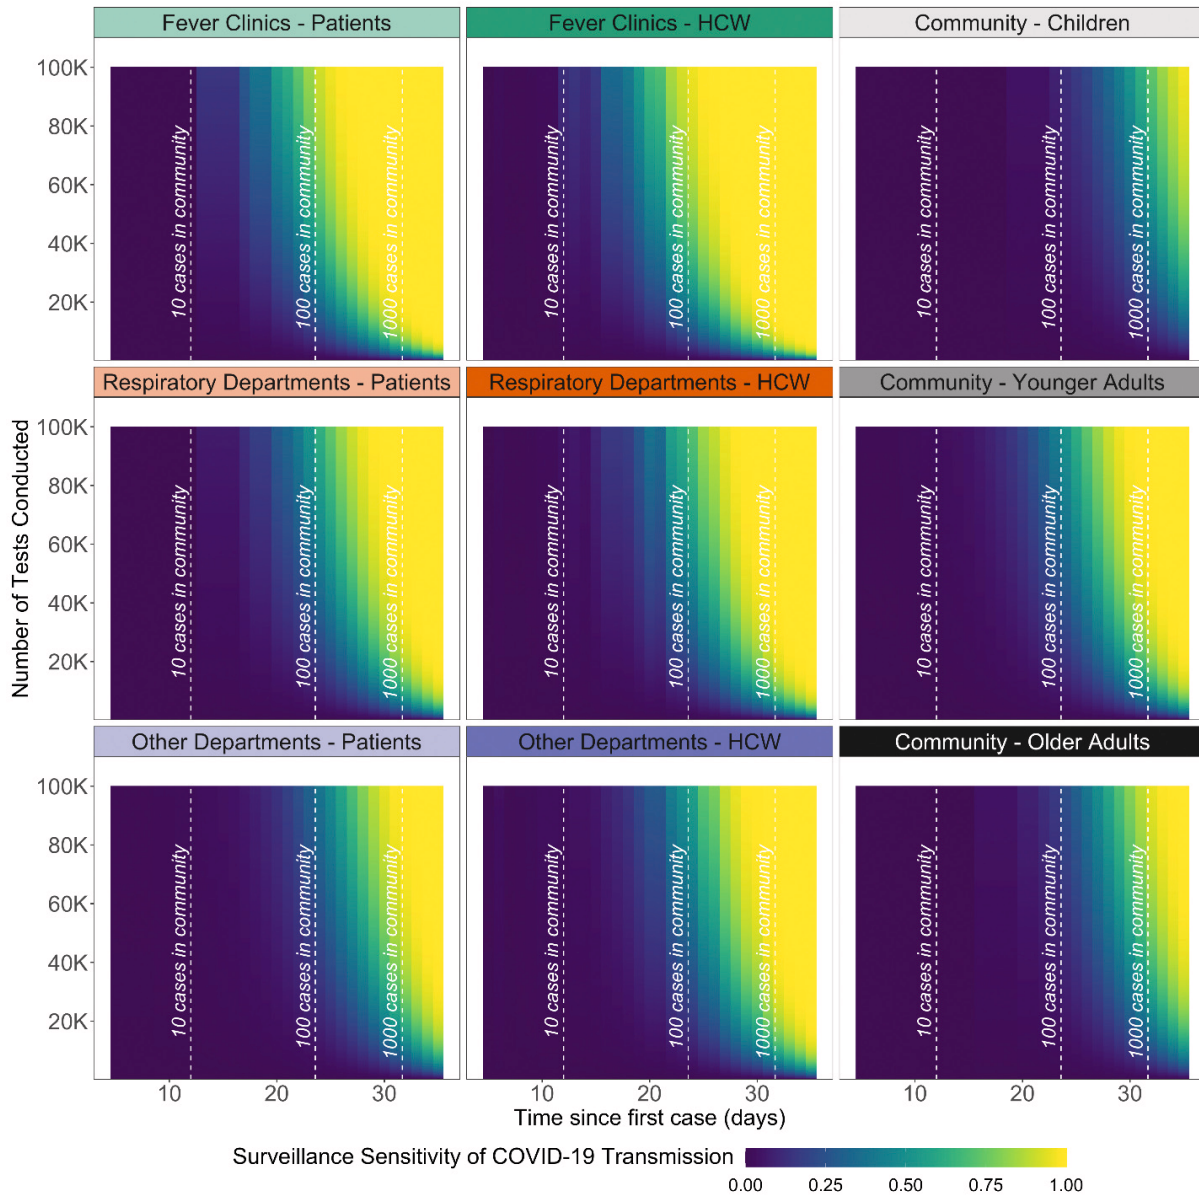 Fever Clinics - Patients
Fever Clinics - HCW
Community - Children
100K
80K
60K
40K
20K
10 cases in community
100 cases in community
1000 cases in community
10 cases in community
100 cases in community
1000 cases in community
10 cases in community
100 cases in community
1000 cases in community
Respiratory Departments - Patients
Respiratory Departments - HCW
Community - Younger Adults
Number of Tests Conducted
100K
80K
60K
40K
20K
10 cases in community
100 cases in community
1000 cases in community
10 cases in community
100 cases in community
1000 cases in community
10 cases in community
100 cases in community
1000 cases in community
Other Departments - Patients
Other Departments - HCW
Community - Older Adults
100K
80K
60K
40K
20K
10 cases in community
100 cases in community
1000 cases in community
10 cases in community
100 cases in community
1000 cases in community
10 cases in community
100 cases in community
1000 cases in community
10 20 30
10 20 30
10 20 30
Time since first case (days)
Surveillance Sensitivity of COVID-19 Transmission
0.00 0.25 0.50 0.75 1.00